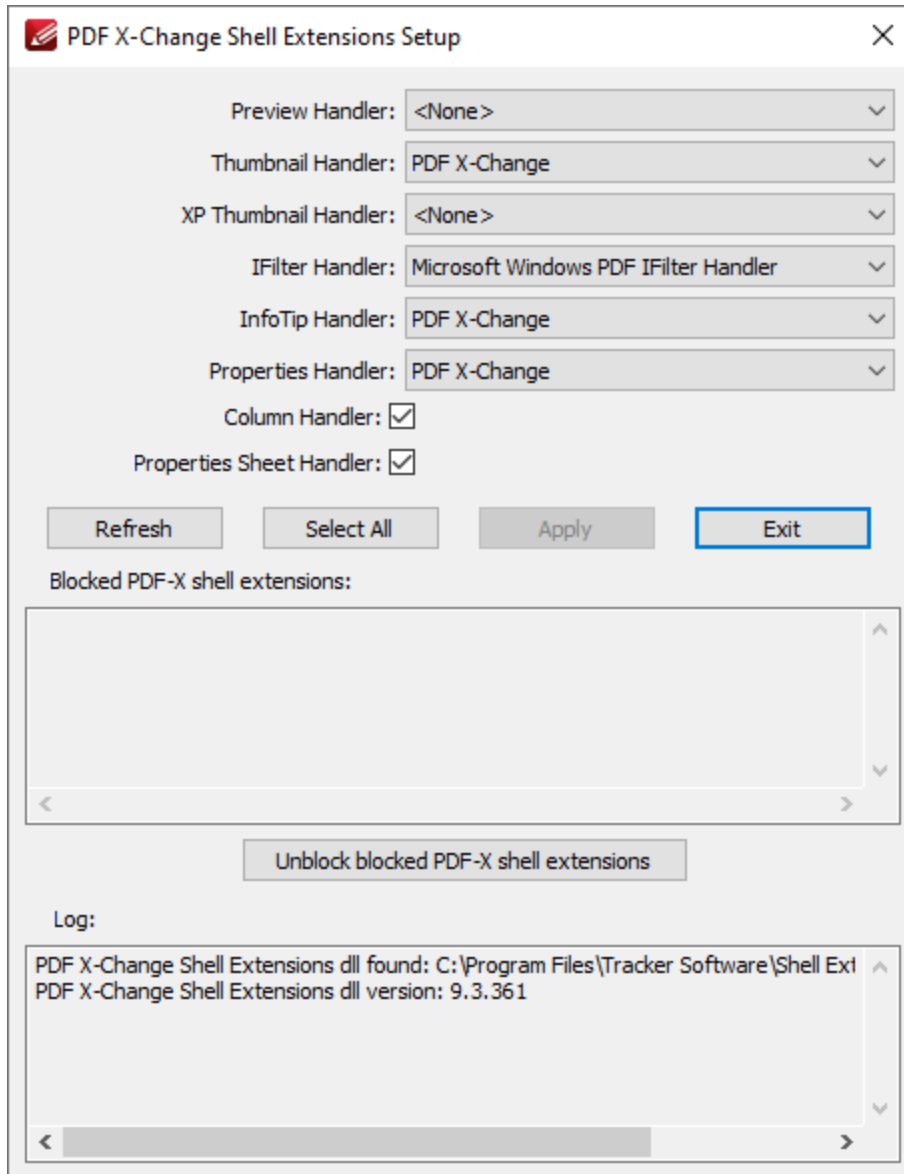 PDF X-Change Shell Extensions Setup
Preview Handler: <None>
Thumbnail Handler: PDF X-Change
XP Thumbnail Handler: <None>
IFilter Handler: Microsoft Windows PDF IFilter Handler
InfoTip Handler: PDF X-Change
Properties Handler: PDF X-Change
Column Handler:
Properties Sheet Handler:
Refresh Select All Apply Exit
Blocked PDF-X shell extensions:
Unblock blocked PDF-X shell extensions
Log:
PDF X-Change Shell Extensions dll found: C:\Program Files\Tracker Software\Shell Ext
PDF X-Change Shell Extensions dll version: 9.3.361